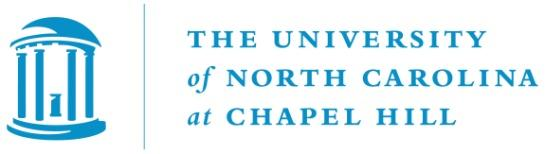 THE UNIVERSITY
of NORTH CAROLINA
at CHAPEL HILL